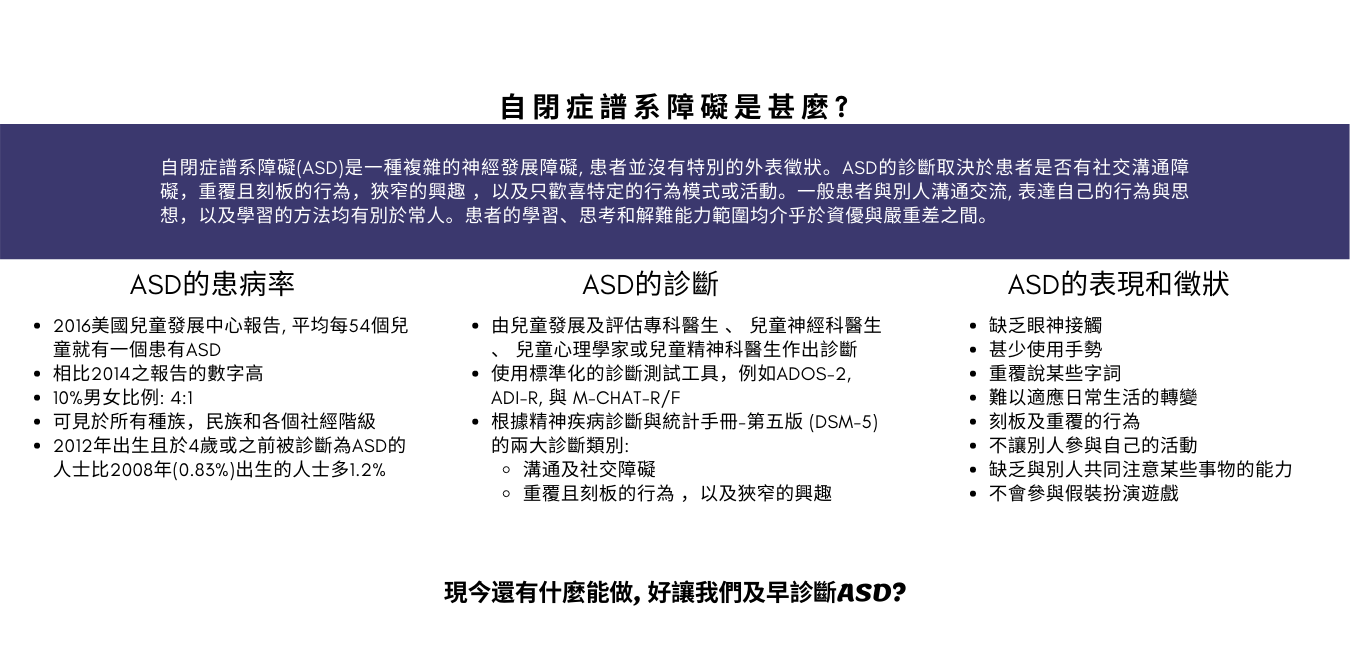 自閉症譜系障礙是甚麼?
自閉症譜系障礙(ASD)是一種複雜的神經發展障礙, 患者並沒有特別的外表徵狀。ASD的診斷取決於患者是否有社交溝通障
礙，重覆且刻板的行為，狹窄的興趣 ，以及只歡喜特定的行為模式或活動。一般患者與別人溝通交流, 表達自己的行為與思
想，以及學習的方法均有別於常人。患者的學習、思考和解難能力範圍均介乎於資優與嚴重差之間。
ASD的患病率
• 2016美國兒童發展中心報告, 平均每54個兒
童就有一個患有ASD
• 相比2014之報告的數字高
• 10%男女比例: 4:1
• 可見於所有種族，民族和各個社經階級
• 2012年出生且於4歲或之前被診斷為ASD的
人士比2008年(0.83%)出生的人士多1.2%
ASD的診斷
• 由兒童發展及評估專科醫生 、 兒童神經科醫生
、 兒童心理學家或兒童精神科醫生作出診斷
• 使用標準化的診斷測試工具，例如ADOS-2,
ADI-R, 與 M-CHAT-R/F
• 根據精神疾病診斷與統計手冊-第五版 (DSM-5)
的兩大診斷類別:
◦ 溝通及社交障礙
◦ 重覆且刻板的行為 ，以及狹窄的興趣
ASD的表現和徵狀
• 缺乏眼神接觸
• 甚少使用手勢
• 重覆說某些字詞
• 難以適應日常生活的轉變
• 刻板及重覆的行為
• 不讓別人參與自己的活動
• 缺乏與別人共同注意某些事物的能力
• 不會參與假裝扮演遊戲
現今還有什麼能做, 好讓我們及早診斷ASD?